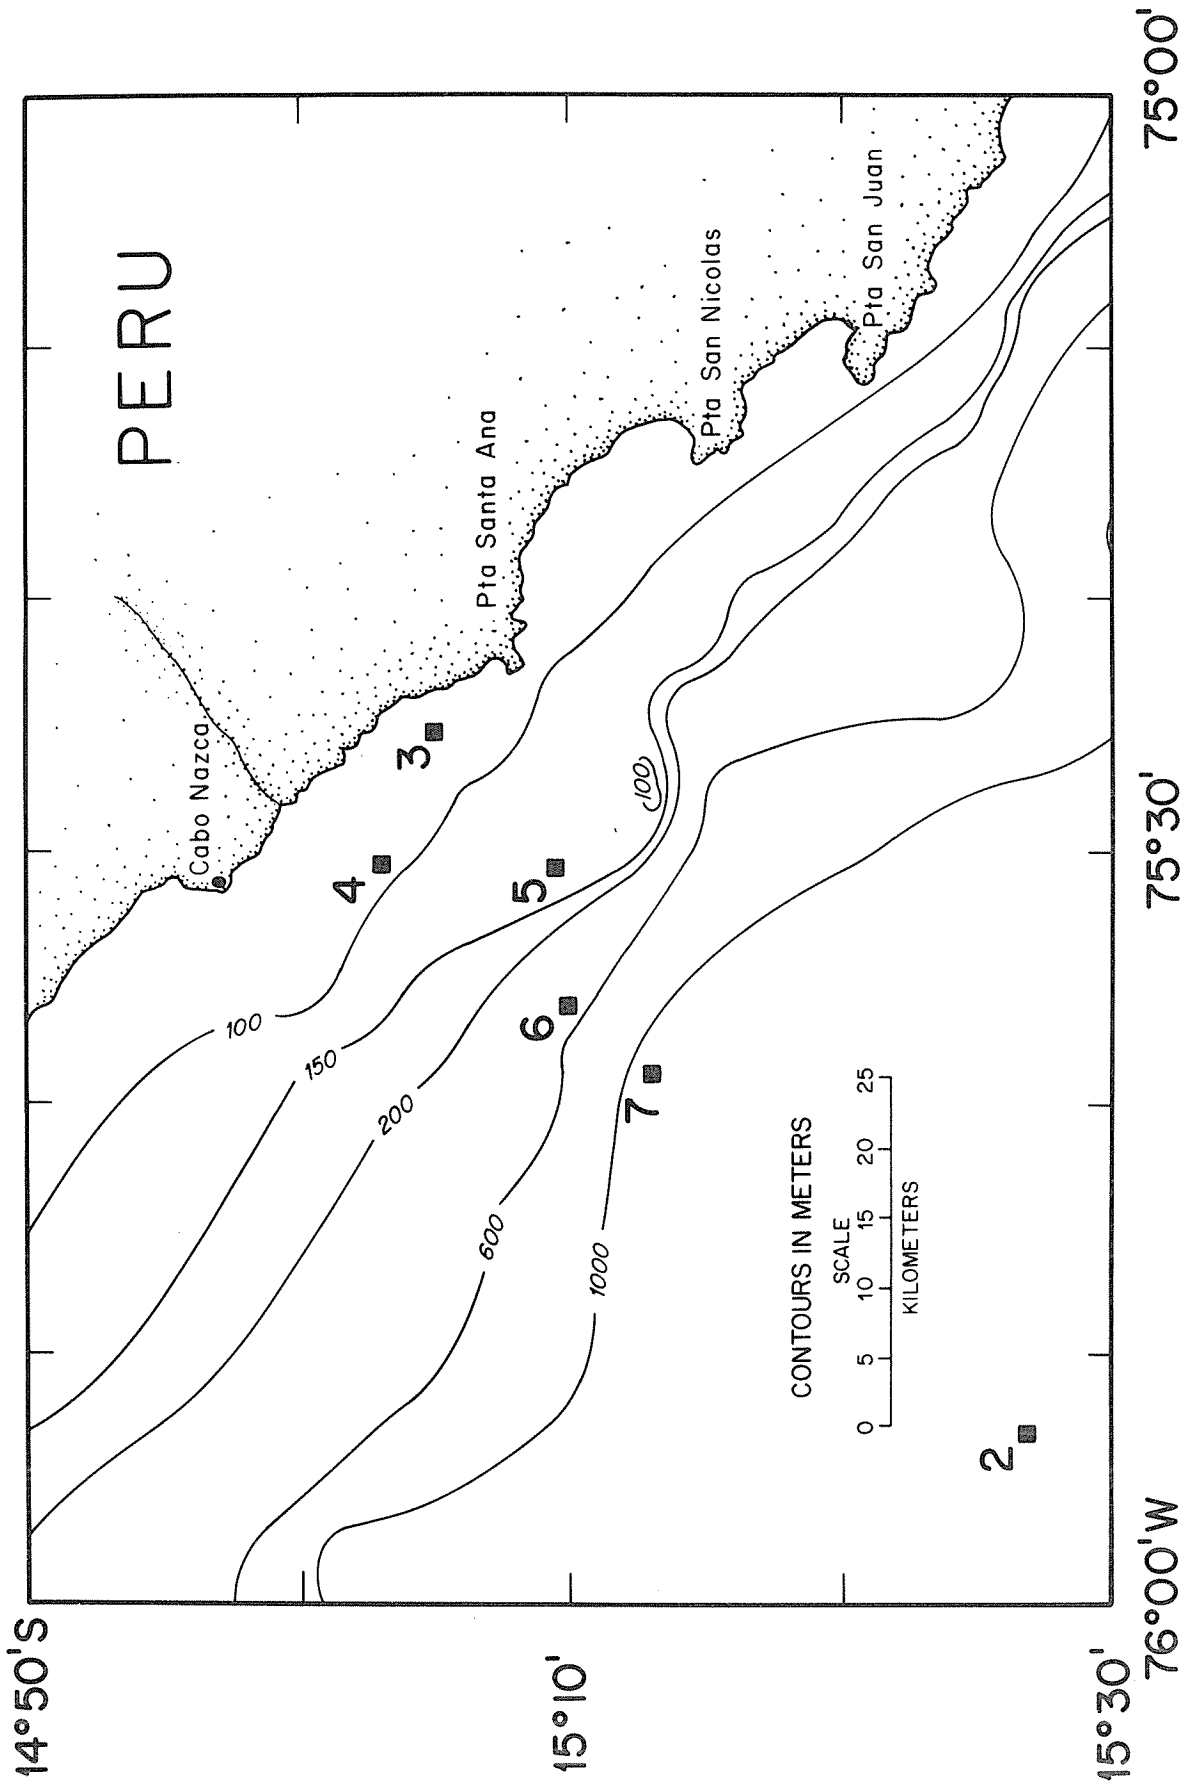 PERU
Cabo Nazca
Pta Santa Ana
Pta San Nicolas
Pta San Juan
100
150
200
600
1000
100
3
4
5
6
7
2
CONTOURS IN METERS
SCALE
0 5 10 15 20 25
KILOMETERS
14°50'S
15°10'
15°30'
76°00'W
75°30'
75°00'